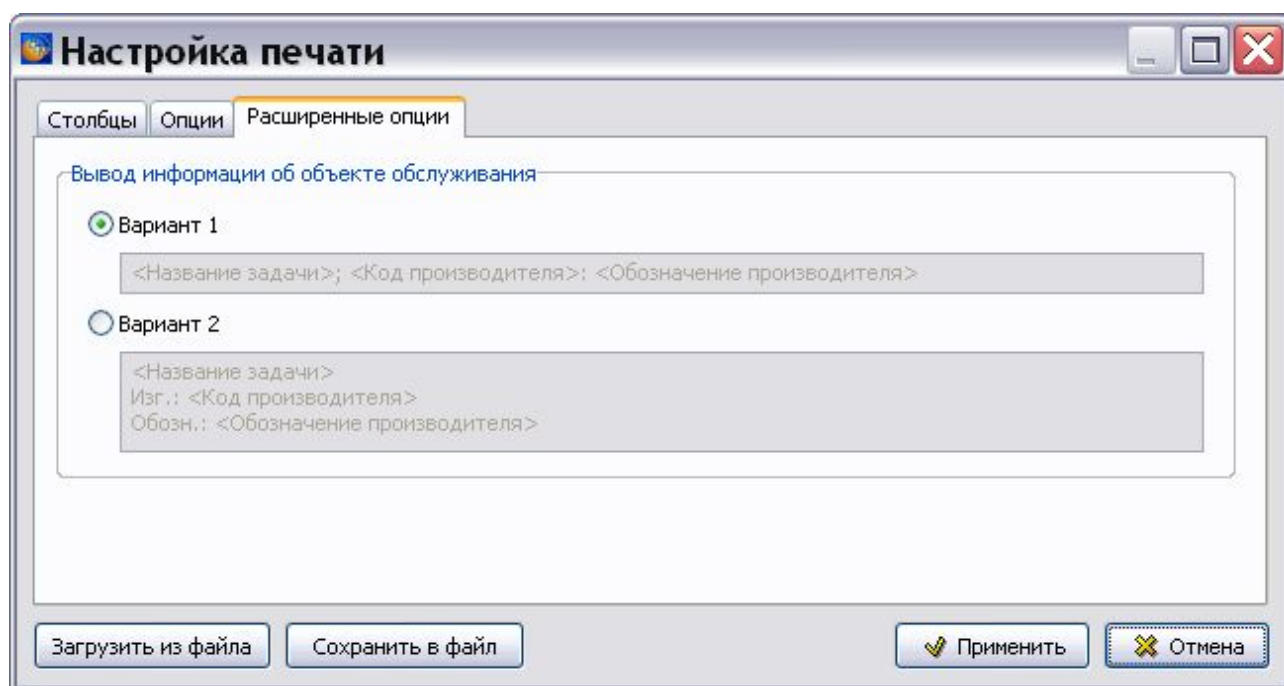 Настройка печати
Столбцы Опции Расширенные опции
Вывод информации об объекте обслуживания
Вариант 1
<Название задачи>; <Код производителя>: <Обозначение производителя>
Вариант 2
<Название задачи>
Изг.: <Код производителя>
Обозн.: <Обозначение производителя>
Загрузить из файла Сохранить в файл Применить Отмена